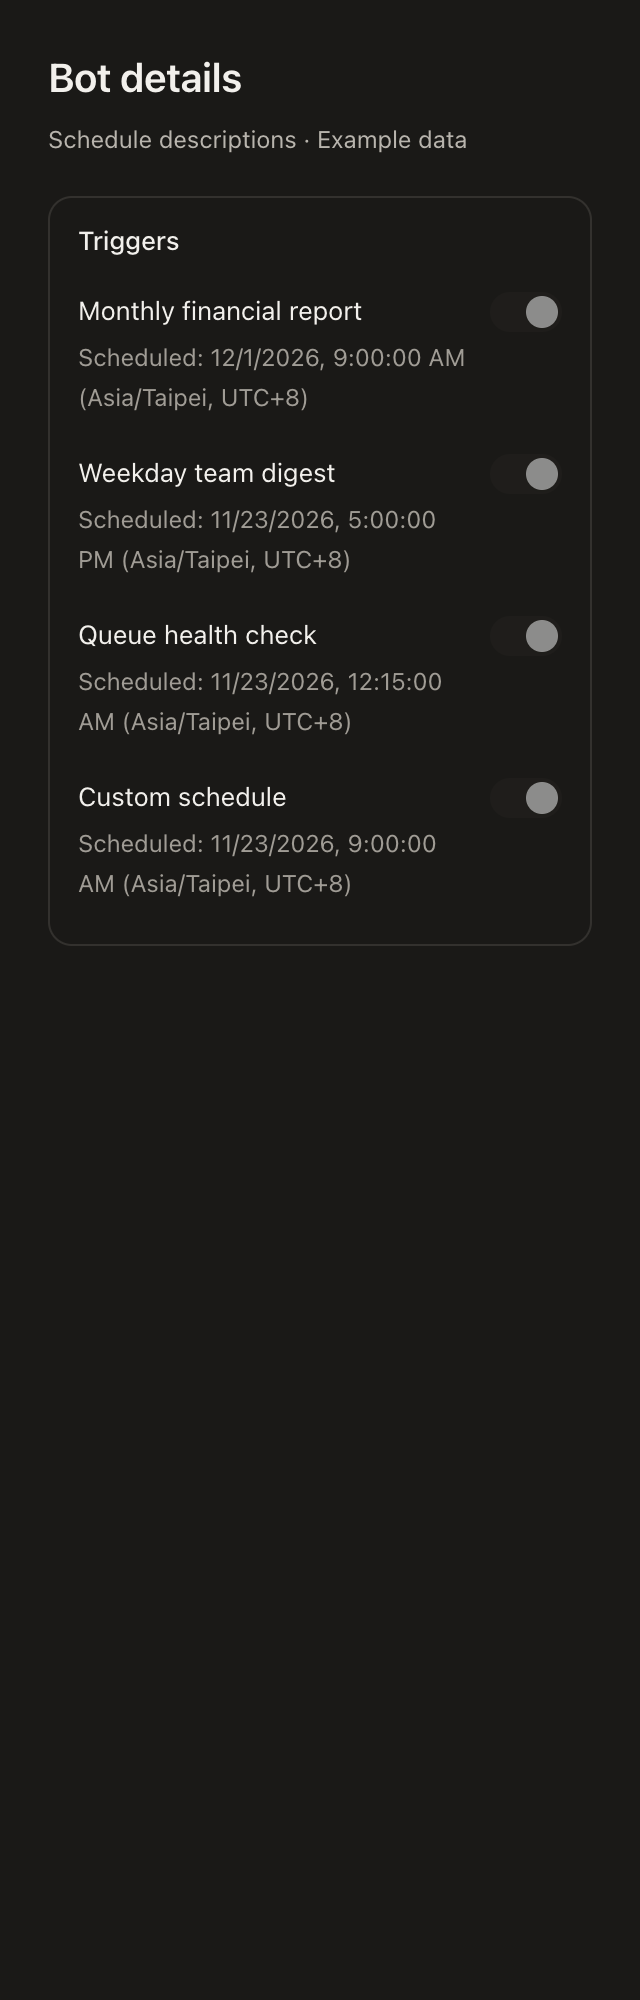 Bot details
Schedule descriptions · Example data
Triggers
Monthly financial report
Scheduled: 12/1/2026, 9:00:00 AM
(Asia/Taipei, UTC+8)
Weekday team digest
Scheduled: 11/23/2026, 5:00:00
PM (Asia/Taipei, UTC+8)
Queue health check
Scheduled: 11/23/2026, 12:15:00
AM (Asia/Taipei, UTC+8)
Custom schedule
Scheduled: 11/23/2026, 9:00:00
AM (Asia/Taipei, UTC+8)